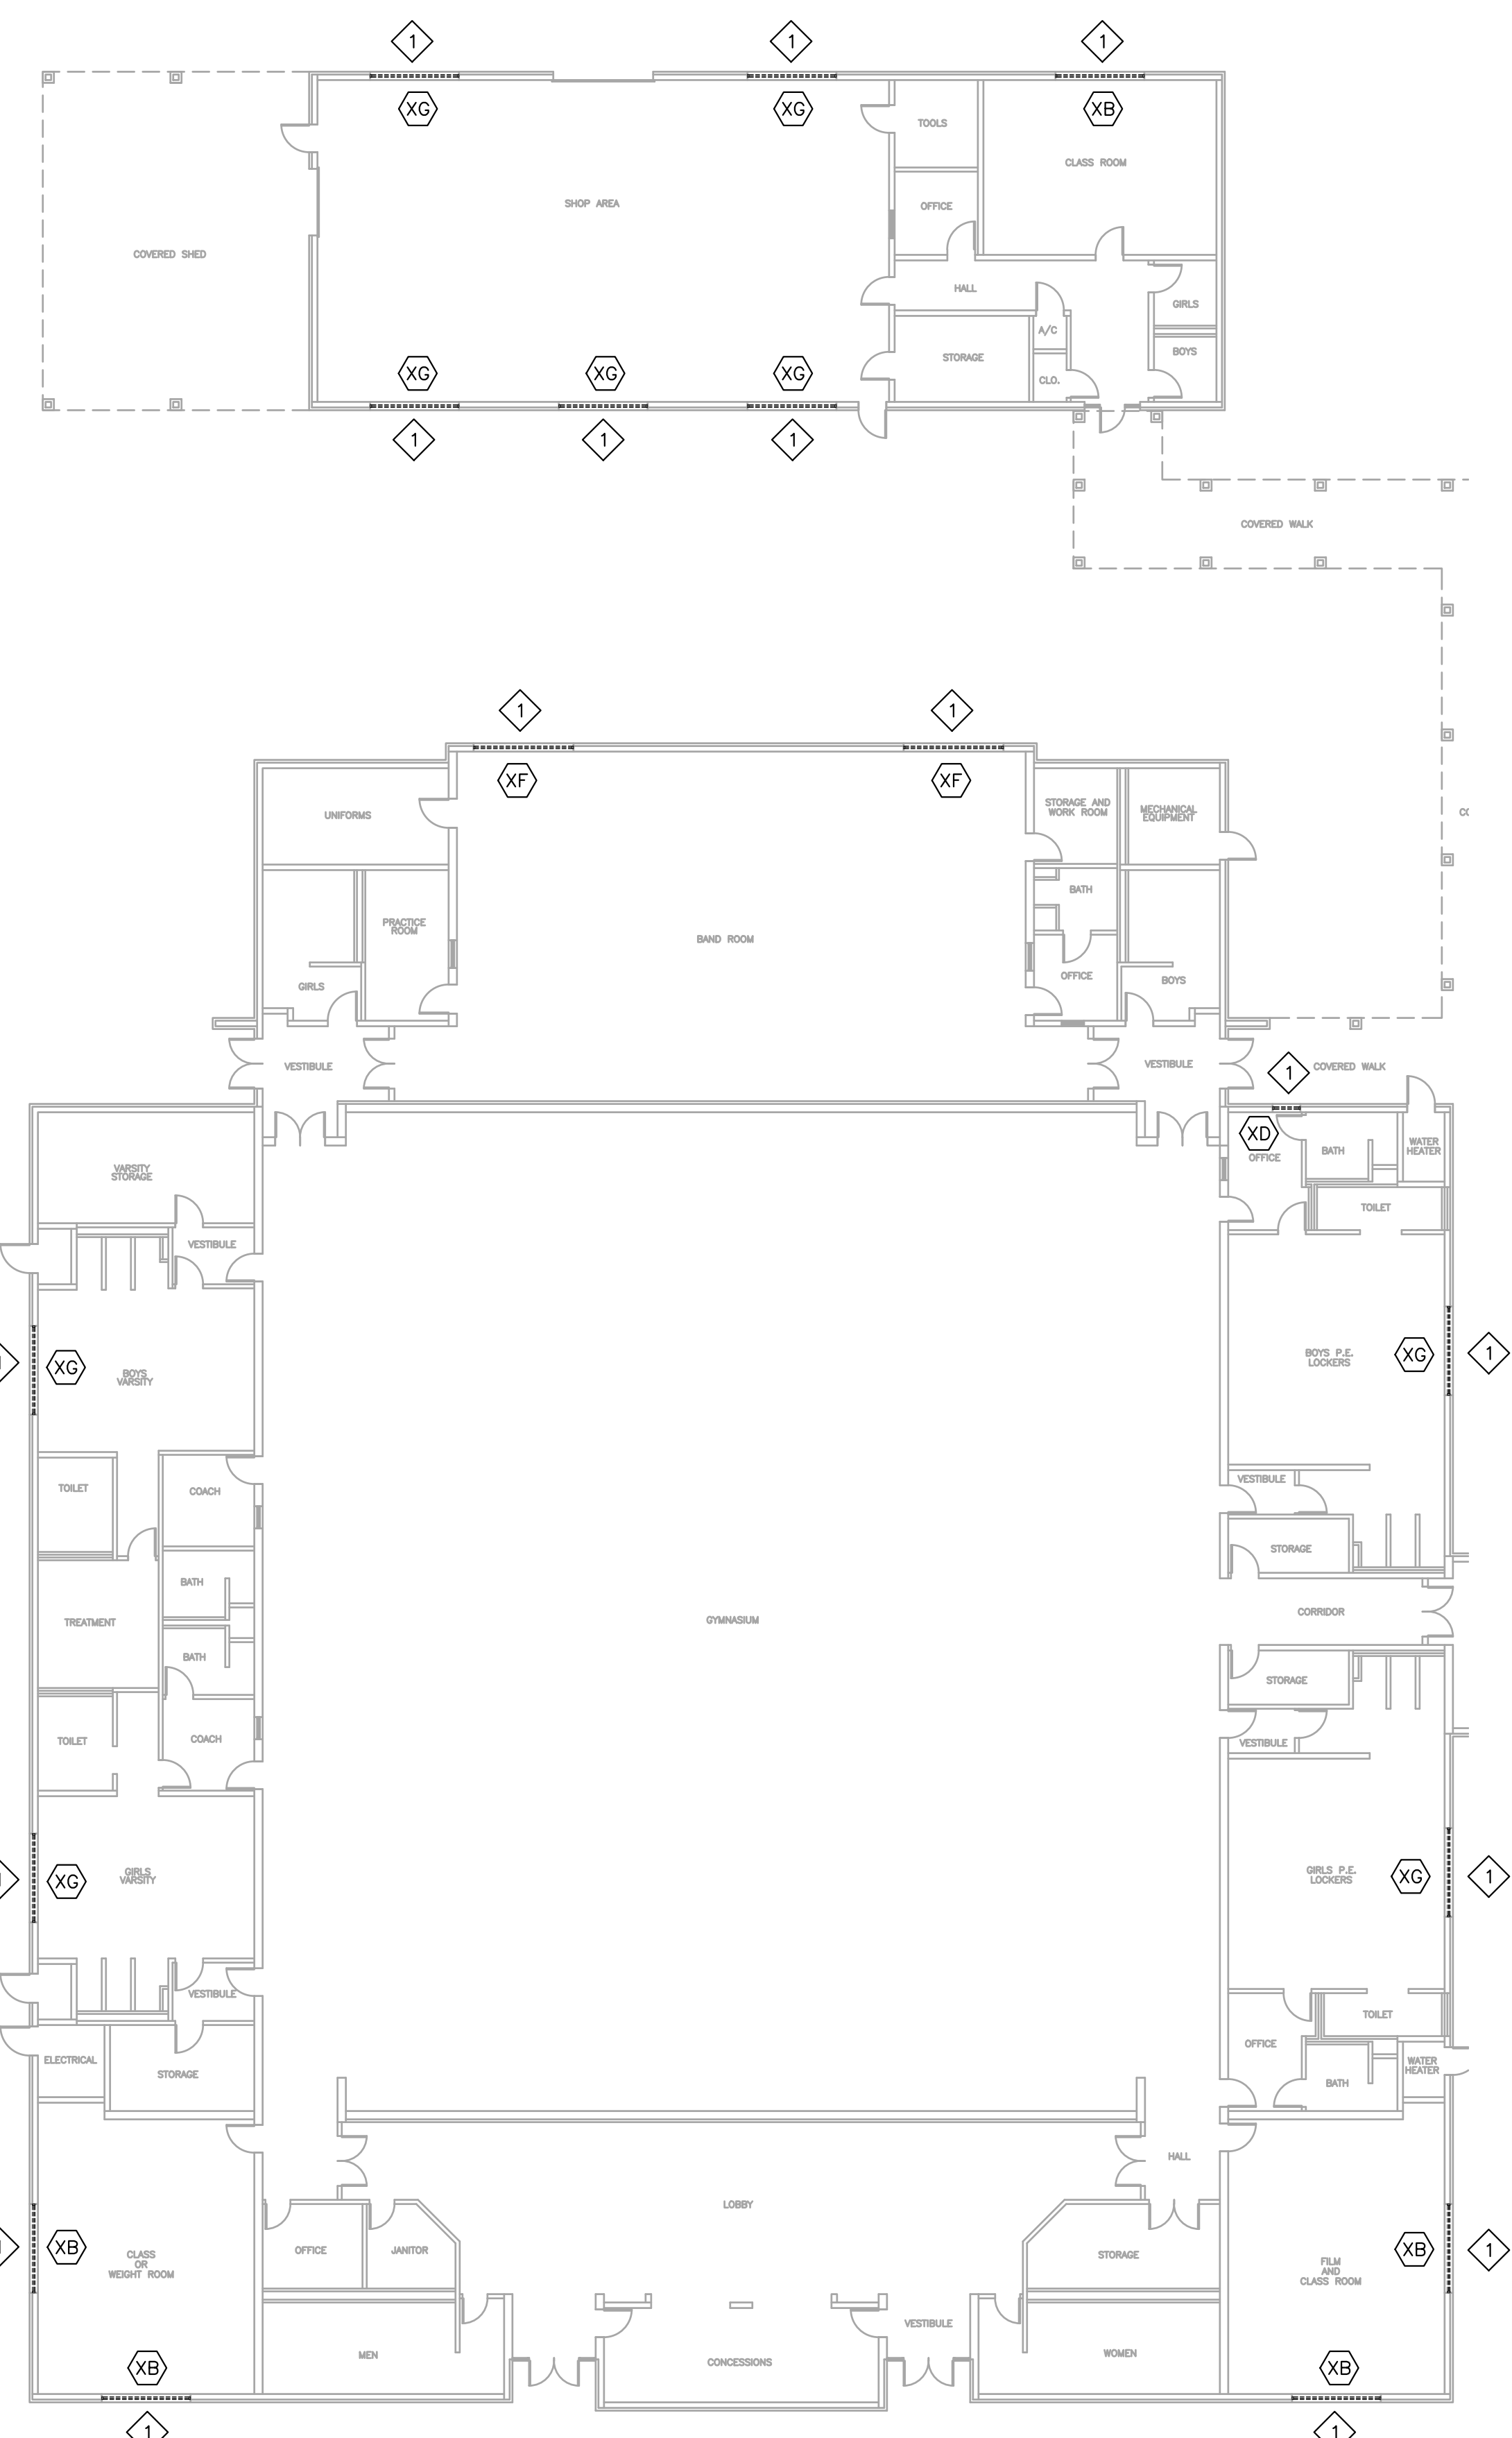 1
1
1
XG
XG
XB
TOOLS
CLASS ROOM
SHOP AREA
OFFICE
COVERED SHED
HALL
GIRLS
A/C
BOYS
STORAGE
XG
XG
XG
CLO.
1
1
1
COVERED WALK
1
1
XF
XF
STORAGE AND
WORK ROOM
MECHANICAL
EQUIPMENT
UNIFORMS
BATH
PRACTICE
ROOM
BAND ROOM
OFFICE
BOYS
GIRLS
VESTIBULE
VESTIBULE
1
COVERED WALK
XD
OFFICE
BATH
WATER
HEATER
VARSITY
STORAGE
TOILET
VESTIBULE
XG
BOYS
VARSITY
BOYS P.E.
LOCKERS
XG
1
TOILET
COACH
VESTIBULE
STORAGE
BATH
TREATMENT
GYMNASIUM
CORRIDOR
BATH
STORAGE
TOILET
COACH
VESTIBULE
XG
GIRLS
VARSITY
GIRLS P.E.
LOCKERS
XG
1
VESTIBULE
TOILET
ELECTRICAL
STORAGE
OFFICE
WATER
HEATER
BATH
HALL
LOBBY
XB
CLASS
OR
WEIGHT ROOM
OFFICE
JANITOR
STORAGE
FILM
AND
CLASS ROOM
XB
1
VESTIBULE
MEN
CONCESSIONS
WOMEN
XB
XB
1
1